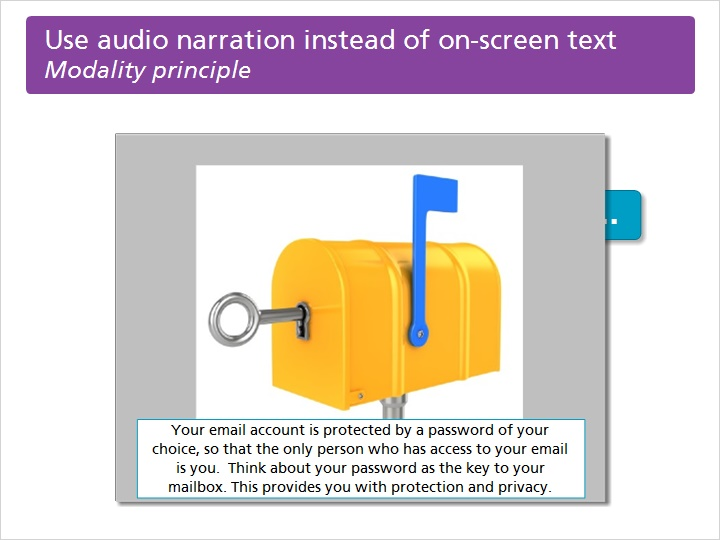 Use audio narration instead of on-screen text
Modality principle
..
Your email account is protected by a password of your
choice, so that the only person who has access to your email
is you.  Think about your password as the key to your
mailbox. This provides you with protection and privacy.